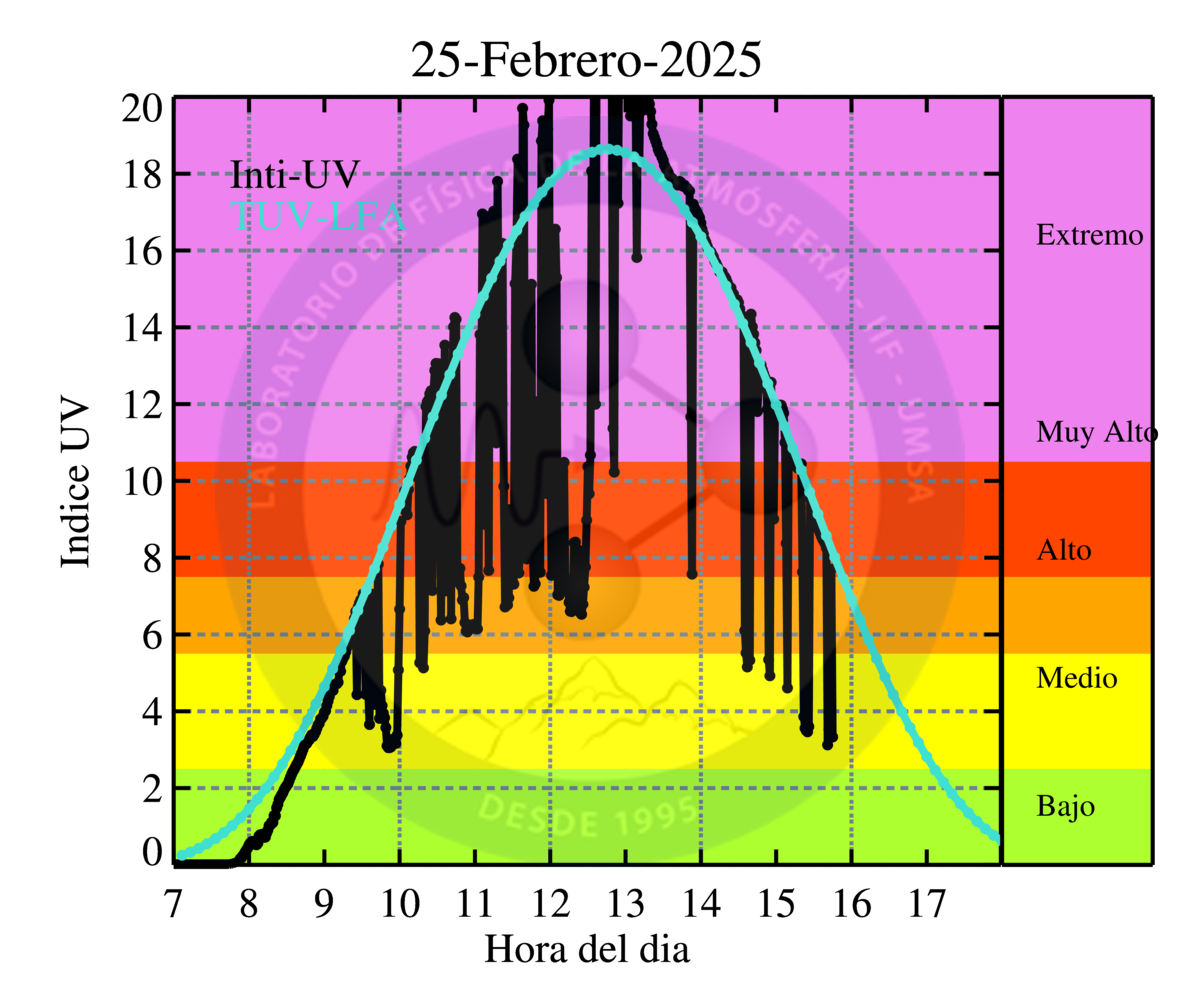 25-Febrero-2025
20
18
16
14
12
10
8
6
4
2
0
Indice UV
Inti-UV
TUV-LFA
LABORATORIO DE FÍSICA DE LA ATMÓSFERA - IIF - UMSA
DESDE 1995
Extremo
Muy Alto
Alto
Medio
Bajo
7 8 9 10 11 12 13 14 15 16 17
Hora del dia